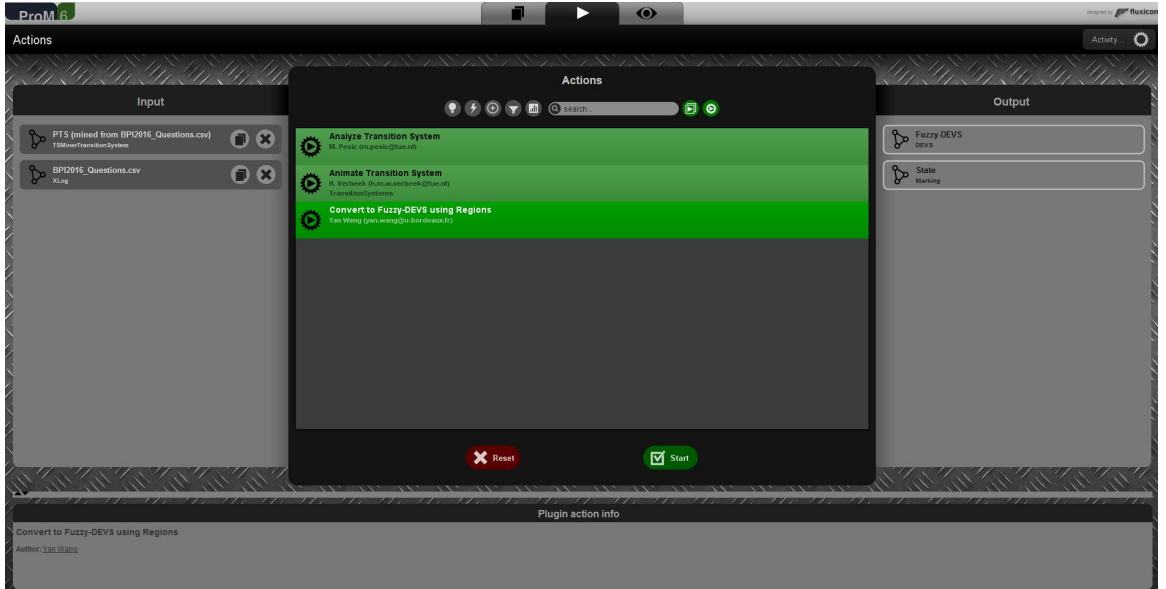 ProM 6
designed by fluxicon
Actions
Activity...
Actions
search...
Input
PTS (mined from BPI2016_Questions.csv)
TSMinerTransitionSystem
BPI2016_Questions.csv
XLog
Analyze Transition System
M. Pesic (m.pesic@tue.nl)
Animate Transition System
H. Verbeek (h.m.w.verbeek@tue.nl)
TransitionSystems
Convert to Fuzzy-DEVS using Regions
Yan Wang (yan.wang@u-bordeaux.fr)
Reset
Start
Output
Fuzzy-DEVS
DEVS
State
Marking
Plugin action info
Convert to Fuzzy-DEVS using Regions
Author: Yan Wang